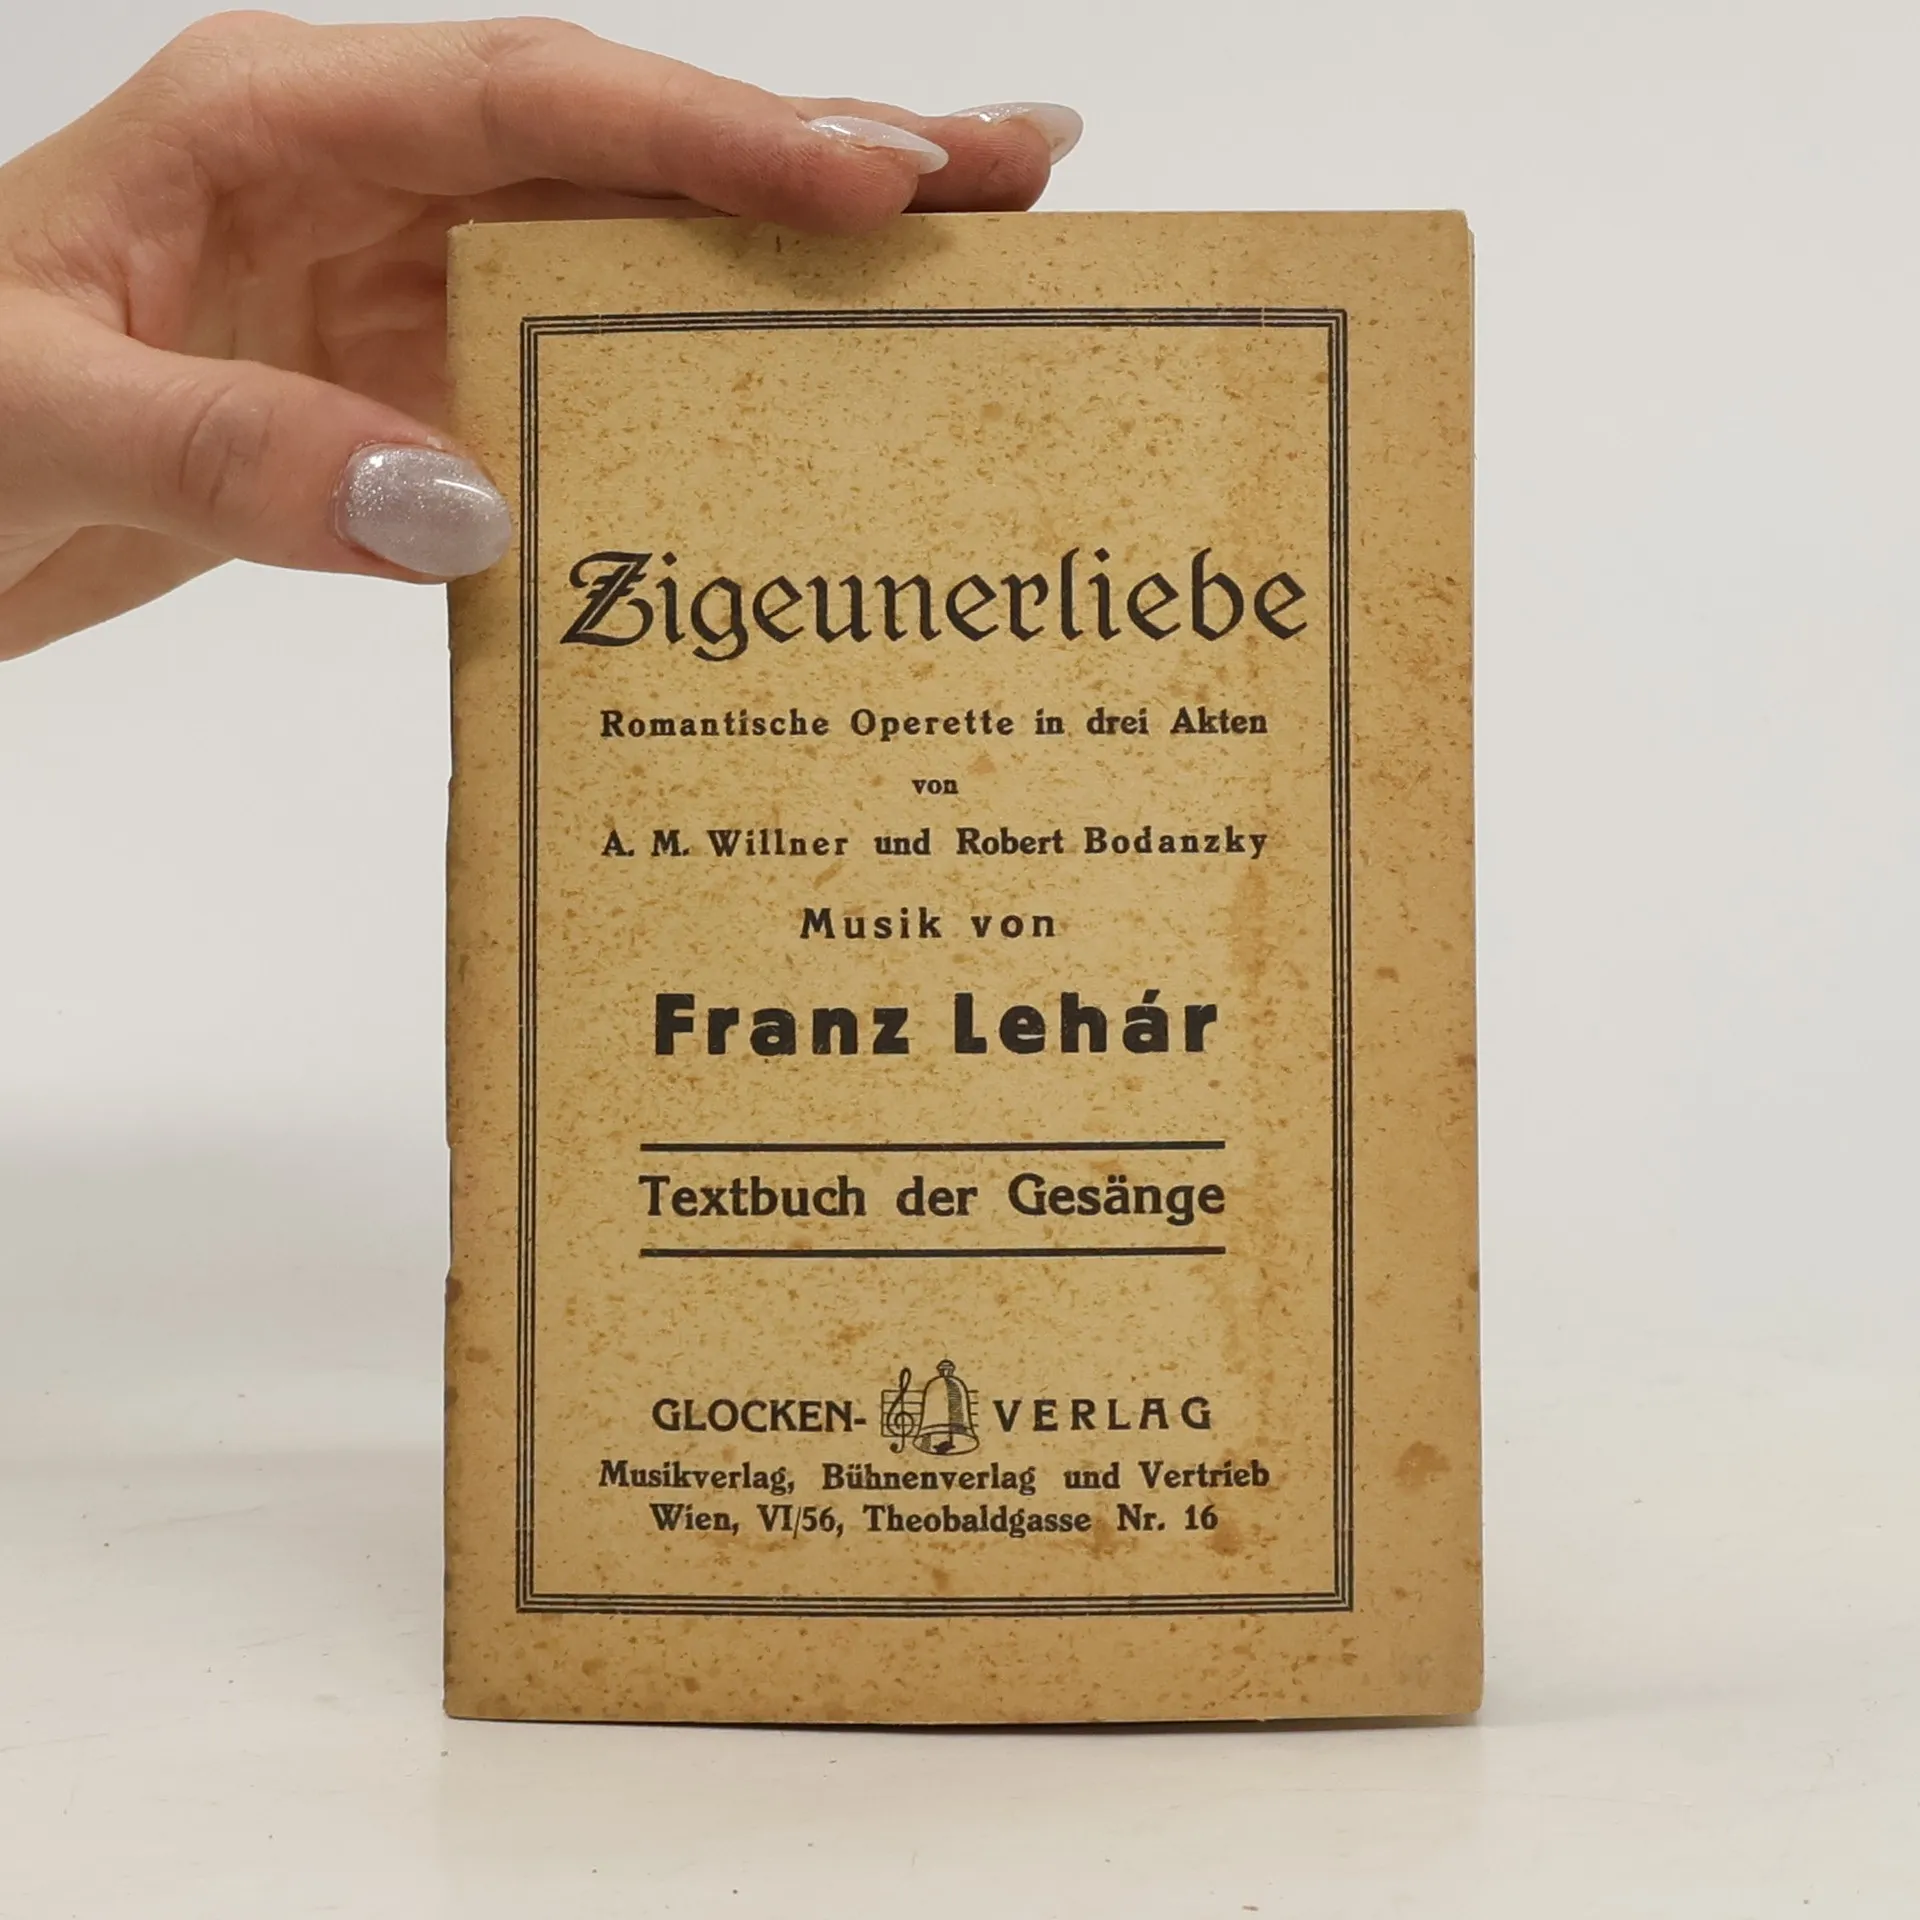 Zigeunerliebe
Romantische Operette in drei Akten
von
A. M. Willner und Robert Bodanzky
Musik von
Franz Lehár
Textbuch der Gesänge
GLOCKEN- VERLAG
Musikverlag, Bühnenverlag und Vertrieb
Wien, VI/56, Theobaldgasse Nr. 16